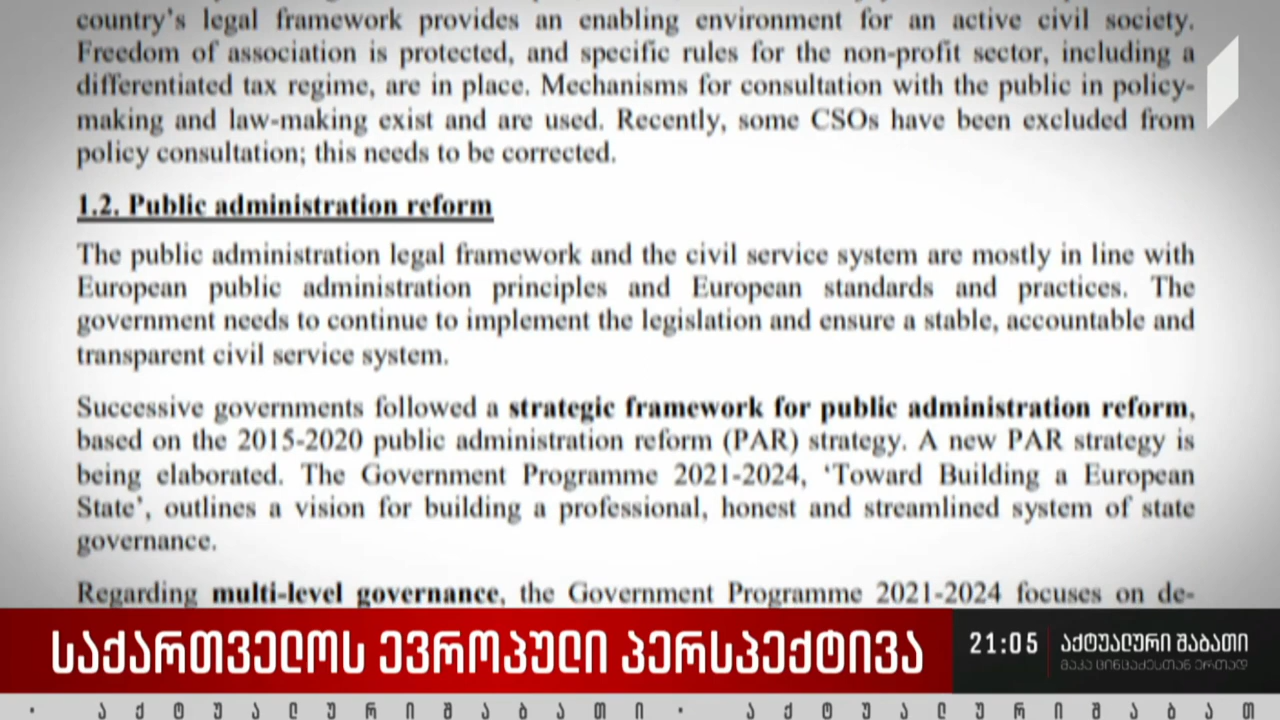 country's legal framework provides an enabling environment for an active civil society.
Freedom of association is protected, and specific rules for the non-profit sector, including a
differentiated tax regime, are in place. Mechanisms for consultation with the public in policy-
making and law-making exist and are used. Recently, some CSOs have been excluded from
policy consultation; this needs to be corrected.
1.2. Public administration reform
The public administration legal framework and the civil service system are mostly in line with
European public administration principles and European standards and practices. The
government needs to continue to implement the legislation and ensure a stable, accountable and
transparent civil service system.
Successive governments followed a strategic framework for public administration reform,
based on the 2015-2020 public administration reform (PAR) strategy. A new PAR strategy is
being elaborated. The Government Programme 2021-2024, 'Toward Building a European
State', outlines a vision for building a professional, honest and streamlined system of state
governance.
Regarding multi-level governance, the Government Programme 2021-2024 focuses on de-
საქართველოს ევროპული პერსპექტივა
21:05
აქტუალური შაბათი
მაკა ცინცაძესთან ერთად
· აქტუალური შაბათი · აქტუალური შაბათ